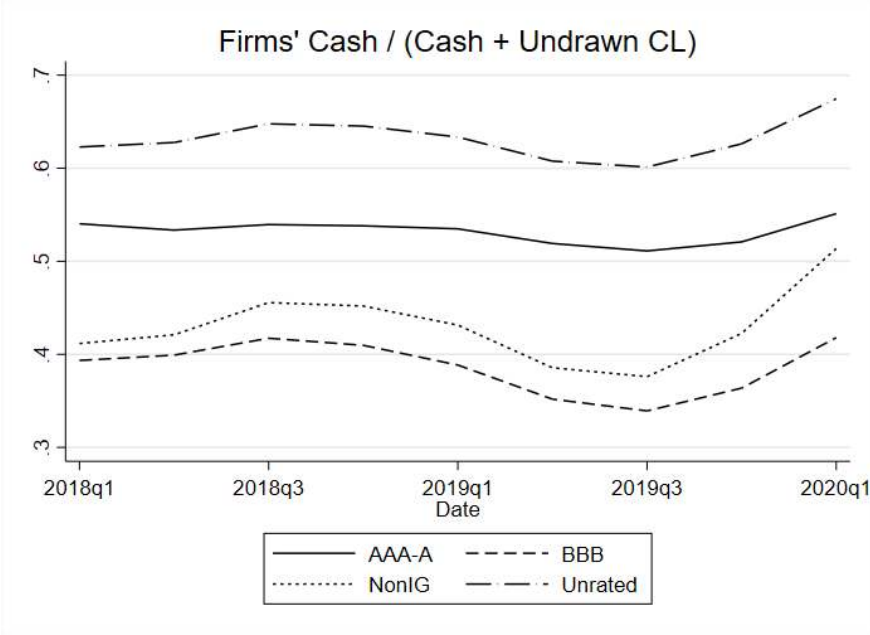 Firms' Cash / (Cash + Undrawn CL)
.7
.6
.5
.4
.3
2018q1 2018q3 2019q1 2019q3 2020q1
Date
AAA-A BBB
NonIG Unrated